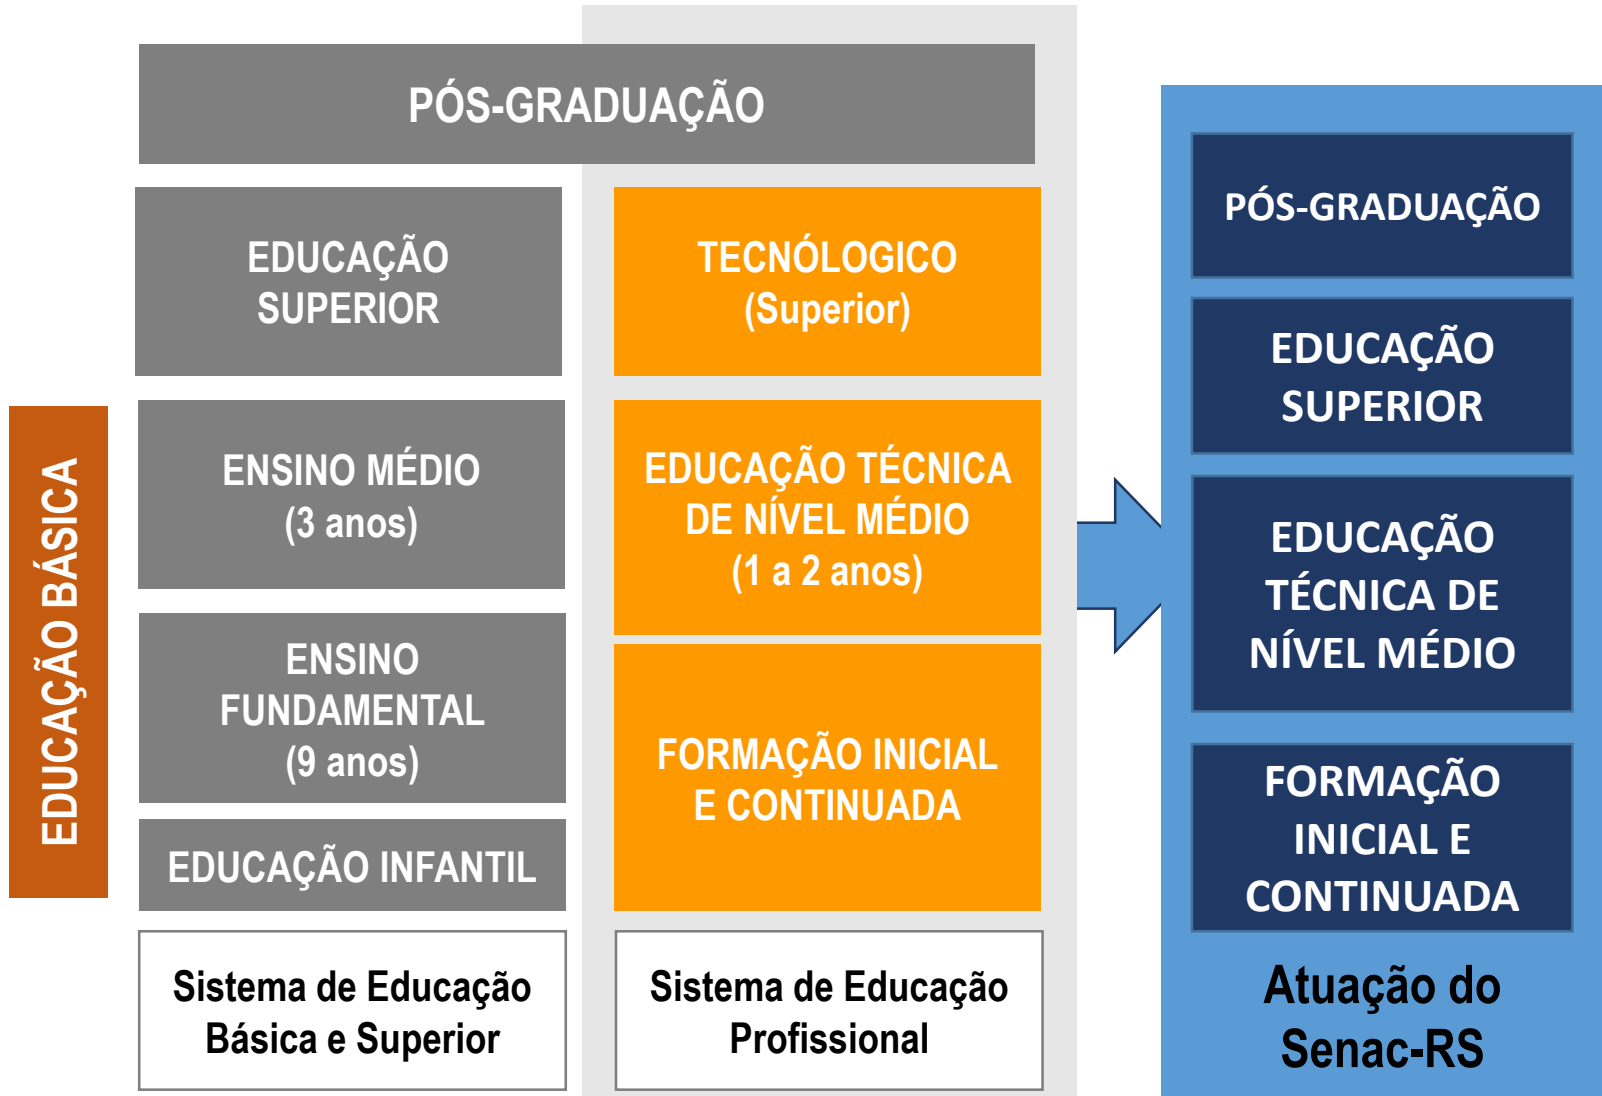 PÓS-GRADUAÇÃO
EDUCAÇÃO
SUPERIOR
TECNÓLOGICO
(Superior)
EDUCAÇÃO BÁSICA
ENSINO MÉDIO
(3 anos)
EDUCAÇÃO TÉCNICA
DE NÍVEL MÉDIO
(1 a 2 anos)
ENSINO
FUNDAMENTAL
(9 anos)
FORMAÇÃO INICIAL
E CONTINUADA
EDUCAÇÃO INFANTIL
Sistema de Educação
Básica e Superior
Sistema de Educação
Profissional
PÓS-GRADUAÇÃO
EDUCAÇÃO
SUPERIOR
EDUCAÇÃO
TÉCNICA DE
NÍVEL MÉDIO
FORMAÇÃO
INICIAL E
CONTINUADA
Atuação do
Senac-RS